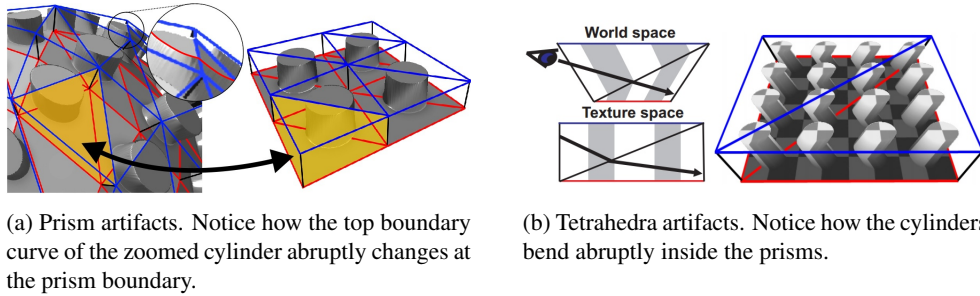 World space
Texture space
(a) Prism artifacts. Notice how the top boundary
curve of the zoomed cylinder abruptly changes at
the prism boundary.
(b) Tetrahedra artifacts. Notice how the cylinders
bend abruptly inside the prisms.